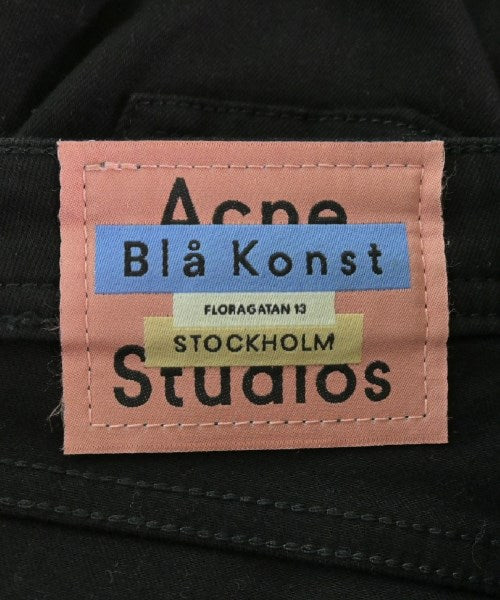 Acne
Blå Konst
FLORAGATAN 13
STOCKHOLM
Studios